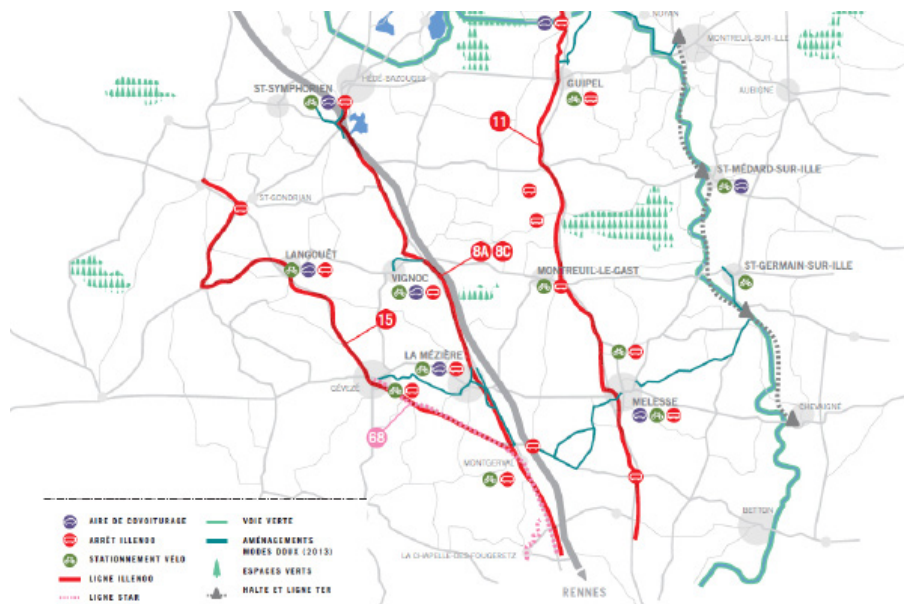 NOYAN
MONTREUIL-SUR-ILLE
HÉDÉ-BAZOUGES
ST-SYMPHORIEN
GUIPEL
AUBIGNÉ
11
ST-MÉDARD-SUR-ILLE
ST-GONDRIAN
8A 8C
LANGOUËT
VIGNOC
MONTREUIL-LE-GAST
ST-GERMAIN-SUR-ILLE
15
LA MÉZIÈRE
GÉVEZÉ
MELESSE
CHEVAIGNÉ
68
MONTGERVAL
BETTON
LA CHAPELLE-DES-FOUGERETZ
RENNES
AIRE DE COVOITURAGE
ARRÊT ILLENOO
STATIONNEMENT VÉLO
LIGNE ILLENOO
LIGNE STAR
VOIE VERTE
AMÉNAGEMENTS
MODES DOUX (2013)
ESPACES VERTS
HALTE ET LIGNE TER